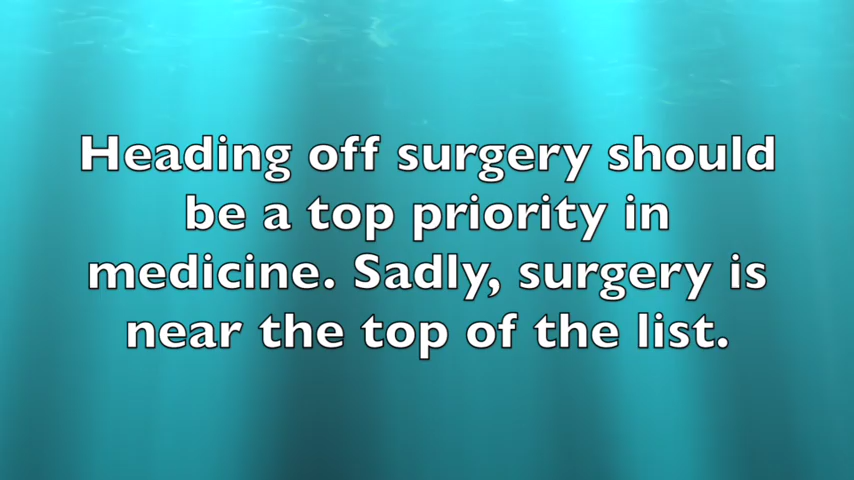 Heading off surgery should
be a top priority in
medicine. Sadly, surgery is
near the top of the list.